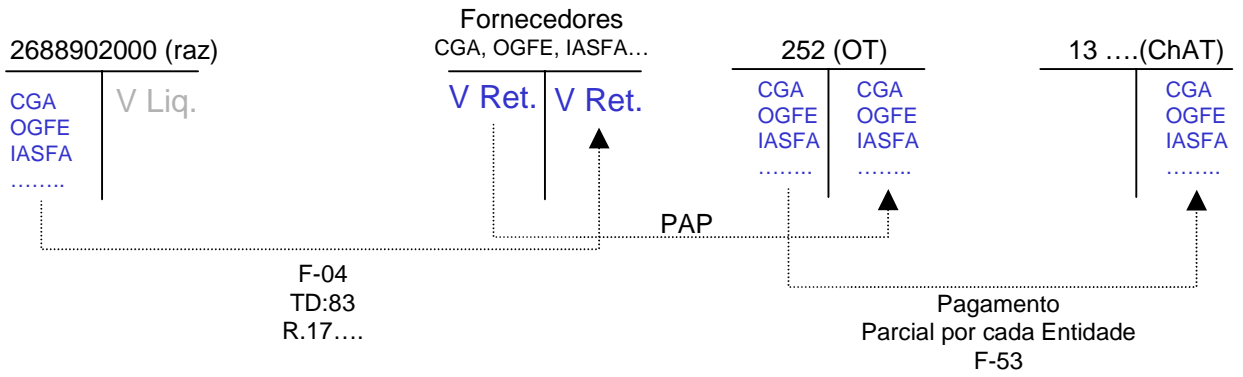 Fornecedores
CGA, OGFE, IASFA…
2688902000 (raz)
252 (OT)
13 ….(ChAT)
CGA
OGFE
IASFA
……..
V Liq.
V Ret.
V Ret.
CGA
OGFE
IASFA
……..
CGA
OGFE
IASFA
……..
CGA
OGFE
IASFA
……..
PAP
F-04
TD:83
R.17….
Pagamento
Parcial por cada Entidade
F-53